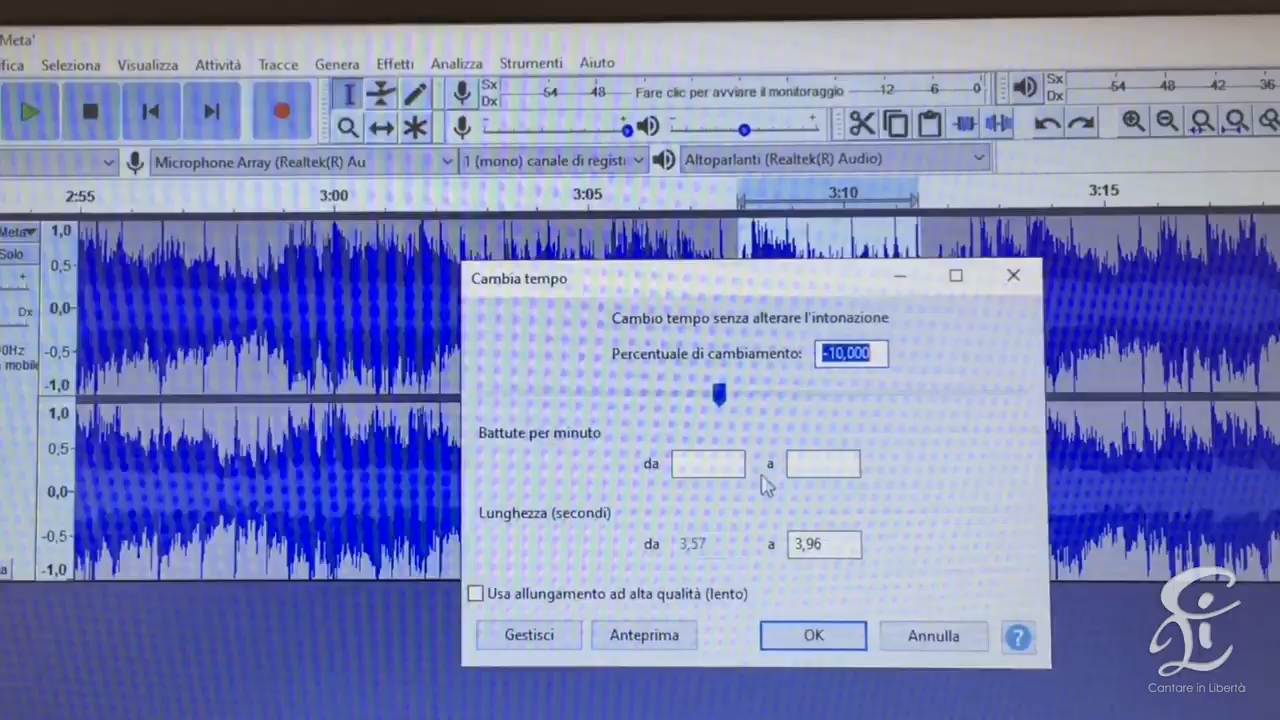 Meta'
fica Seleziona Visualizza Attività Tracce Genera Effetti Analizza Strumenti Aiuto
Sx Dx -54 -48 Fare clic per avviare il monitoraggio -12 -6 0 Sx Dx -54 -48 -42 -36
- + - +
Microphone Array (Realtek(R) Au 1 (mono) canale di registi Altoparlanti (Realtek(R) Audio)
2:55 3:00 3:05 3:10 3:15
Meta
Solo
+
Dx
0Hz
mobile
1,0
0,5
0,0
-0,5
-1,0
1,0
0,5
0,0
-0,5
-1,0
Cambia tempo
Cambio tempo senza alterare l'intonazione
Percentuale di cambiamento: -10,000
Battute per minuto
da a
Lunghezza (secondi)
da 3,57 a 3,96
Usa allungamento ad alta qualità (lento)
Gestisci Anteprima OK Annulla ?
Cantare in Libertà